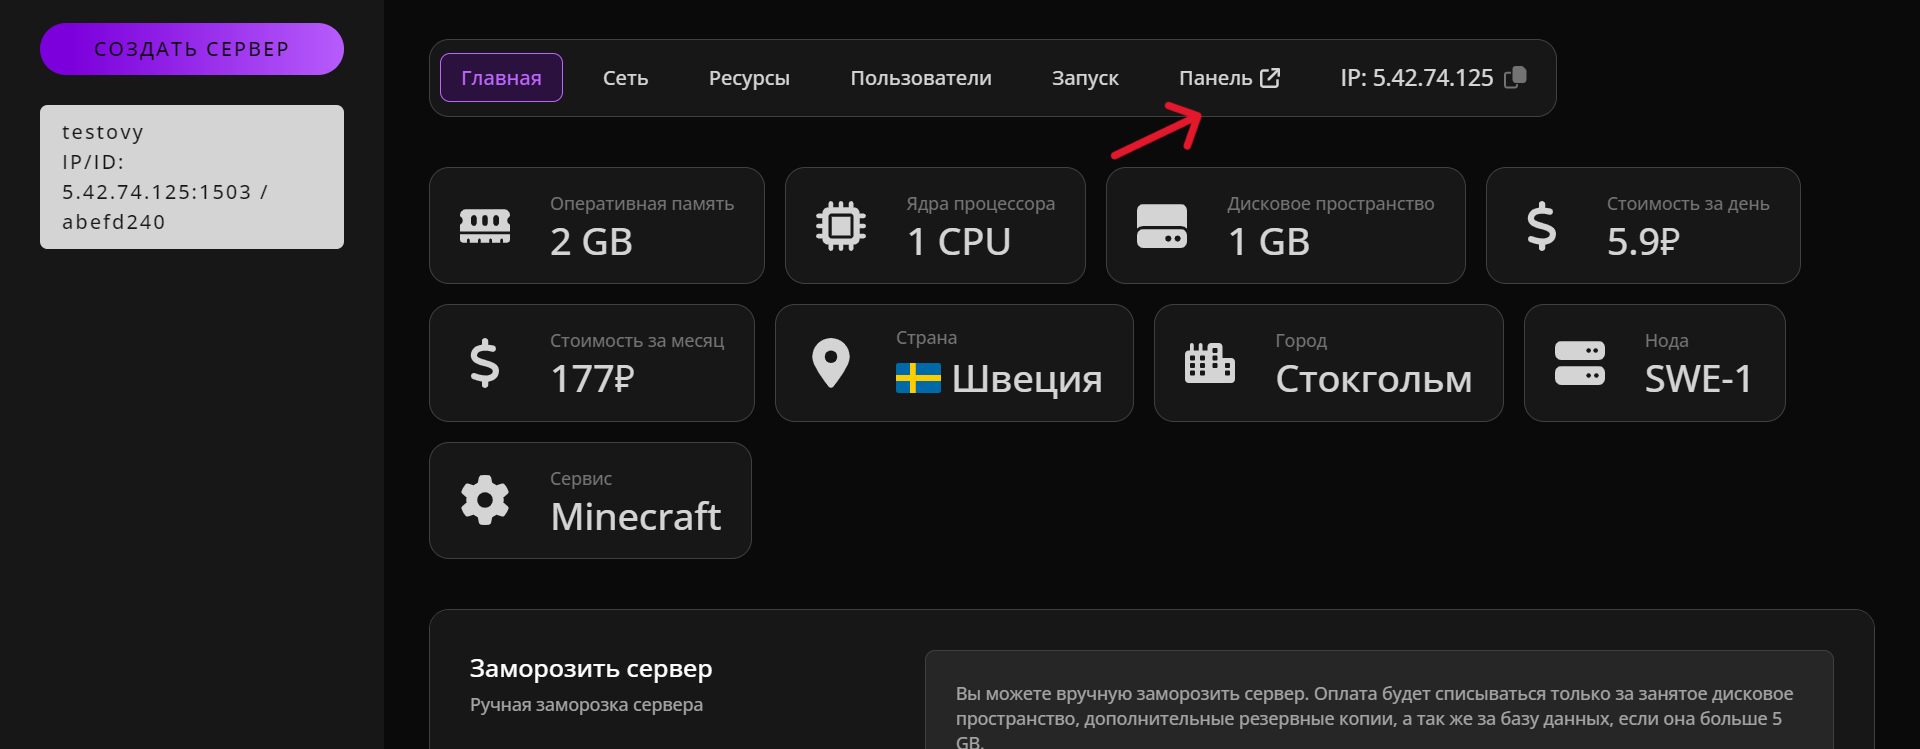 СОЗДАТЬ СЕРВЕР
testovy
IP/ID:
5.42.74.125:1503 /
abefd240
Главная Сеть Ресурсы Пользователи Запуск Панель IP: 5.42.74.125
Оперативная память
2 GB
Ядра процессора
1 CPU
Дисковое пространство
1 GB
Стоимость за день
5.9₽
Стоимость за месяц
177₽
Страна
Швеция
Город
Стокгольм
Нода
SWE-1
Сервис
Minecraft
Заморозить сервер
Ручная заморозка сервера
Вы можете вручную заморозить сервер. Оплата будет списываться только за занятое дисковое
пространство, дополнительные резервные копии, а так же за базу данных, если она больше 5
GB.